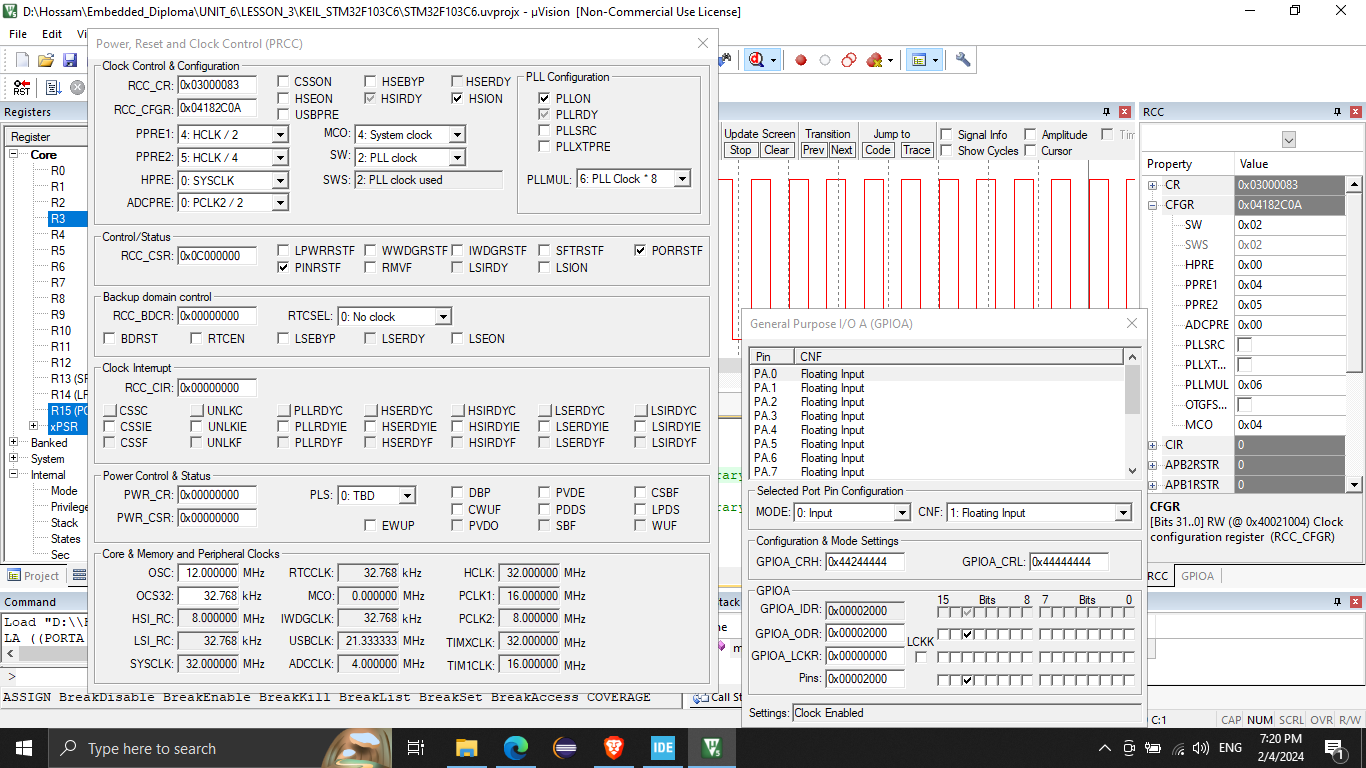 D:\Hossam\Embedded_Diploma\UNIT_6\LESSON_3\KEIL_STM32F103C6\STM32F103C6.uvprojx - µVision [Non-Commercial Use License]
File Edit
Power, Reset and Clock Control (PRCC)
Clock Control & Configuration
RCC_CR: 0x03000083 CSSON HSEBYP HSERDY
HSEON HSIRDY HSION
RCC_CFGR: 0x04182C0A USBPRE
PPRE1: 4: HCLK / 2 MCO: 4: System clock
PPRE2: 5: HCLK / 4 SW: 2: PLL clock
HPRE: 0: SYSCLK SWS: 2: PLL clock used
ADCPRE: 0: PCLK2 / 2
PLL Configuration
PLLON
PLLRDY
PLLSRC
PLLXTPRE
PLLMUL: 6: PLL Clock * 8
Control/Status
RCC_CSR: 0x0C000000 LPWRRSTF WWDGRSTF IWDGRSTF SFTRSTF PORRSTF
PINRSTF RMVF LSIRDY LSION
Backup domain control
RCC_BDCR: 0x00000000 RTCSEL: 0: No clock
BDRST RTCEN LSEBYP LSERDY LSEON
Clock Interrupt
RCC_CIR: 0x00000000
CSSC UNLKC PLLRDYC HSERDYC HSIRDYC LSERDYC LSIRDYC
CSSIE UNLKIE PLLRDYIE HSERDYIE HSIRDYIE LSERDYIE LSIRDYIE
CSSF UNLKF PLLRDYF HSERDYF HSIRDYF LSERDYF LSIRDYF
Power Control & Status
PWR_CR: 0x00000000 PLS: 0: TBD DBP PVDE CSBF
CWUF PDDS LPDS
PWR_CSR: 0x00000000 EWUP PVDO SBF WUF
Core & Memory and Peripheral Clocks
OSC: 12.000000 MHz RTCCLK: 32.768 kHz HCLK: 32.000000 MHz
OCS32: 32.768 kHz MCO: 0.000000 MHz PCLK1: 16.000000 MHz
HSI_RC: 8.000000 MHz IWDGCLK: 32.768 kHz PCLK2: 8.000000 MHz
LSI_RC: 32.768 kHz USBCLK: 21.333333 MHz TIMXCLK: 32.000000 MHz
SYSCLK: 32.000000 MHz ADCCLK: 4.000000 MHz TIM1CLK: 16.000000 MHz
RST
Registers
Register
Core
R0
R1
R2
R3
R4
R5
R6
R7
R8
R9
R10
R11
R12
R13 (SP
R14 (LR
R15 (PC
xPSR
Banked
System
Internal
Mode
Privilege
Stack
States
Sec
Project
Command
Load "D:\\H
LA ((PORTA
>
ASSIGN BreakDisable BreakEnable BreakKill BreakList BreakSet BreakAccess COVERAGE
Update Screen Transition Jump to Signal Info Amplitude
Stop Clear Prev Next Code Trace Show Cycles Cursor
General Purpose I/O A (GPIOA)
Pin CNF
PA.0 Floating Input
PA.1 Floating Input
PA.2 Floating Input
PA.3 Floating Input
PA.4 Floating Input
PA.5 Floating Input
PA.6 Floating Input
PA.7 Floating Input
Selected Port Pin Configuration
MODE: 0: Input CNF: 1: Floating Input
Configuration & Mode Settings
GPIOA_CRH: 0x44244444 GPIOA_CRL: 0x44444444
GPIOA
15 Bits 8 7 Bits 0
GPIOA_IDR: 0x00002000
GPIOA_ODR: 0x00002000
GPIOA_LCKR: 0x00000000 LCKK
Pins: 0x00002000
Settings: Clock Enabled
Call St
RCC
Property Value
CR 0x03000083
CFGR 0x04182C0A
SW 0x02
SWS 0x02
HPRE 0x00
PPRE1 0x04
PPRE2 0x05
ADCPRE 0x00
PLLSRC
PLLXT...
PLLMUL 0x06
OTGFS...
MCO 0x04
CIR 0
APB2RSTR 0
APB1RSTR 0
CFGR
[Bits 31..0] RW (@ 0x40021004) Clock
configuration register (RCC_CFGR)
RCC GPIOA
C:1 CAP NUM SCRL OVR R/W
Type here to search
IDE
ENG
7:20 PM
2/4/2024
1